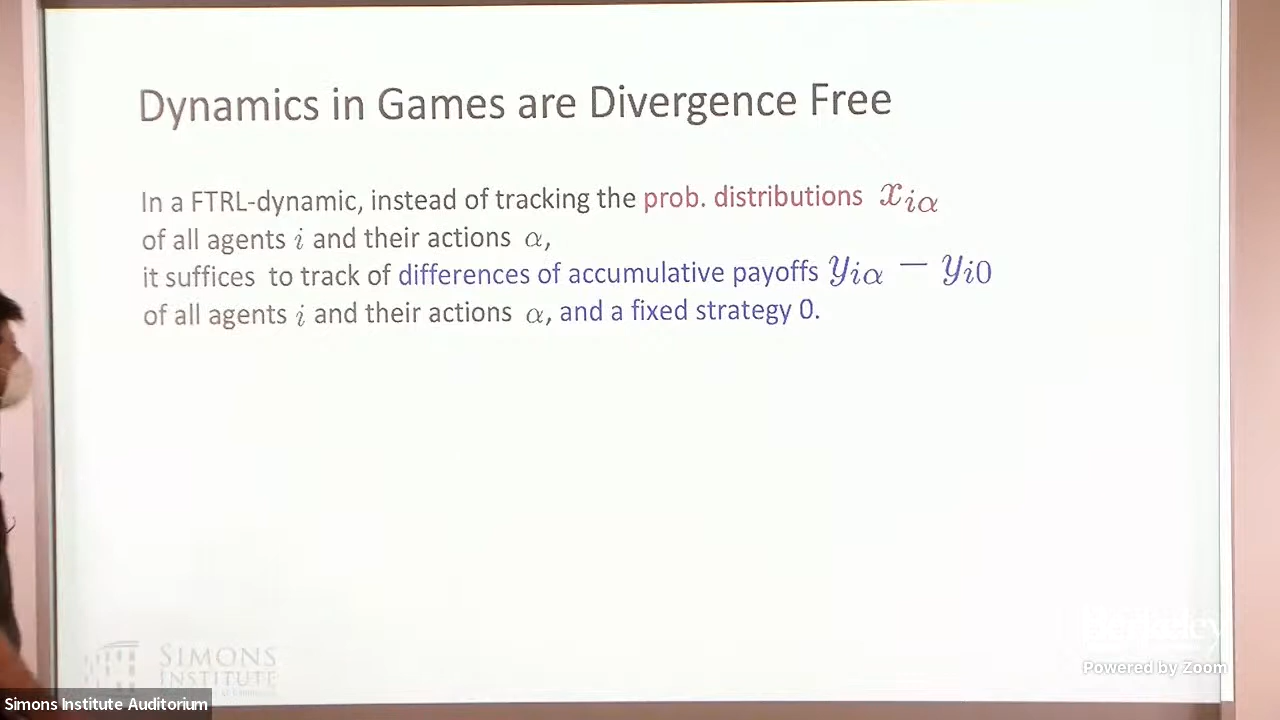 Dynamics in Games are Divergence Free
In a FTRL-dynamic, instead of tracking the prob. distributions x_{iα}
of all agents i and their actions α,
it suffices to track of differences of accumulative payoffs y_{iα} − y_{i0}
of all agents i and their actions α, and a fixed strategy 0.
SIMONS
INSTITUTE
Berkeley
Powered by Zoom
Simons Institute Auditorium